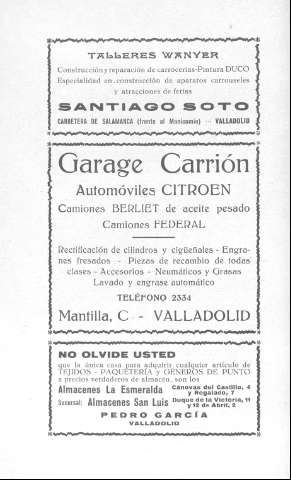 TALLERES WANYER
Construcción y reparación de carrocerías-Pintura DUCO
Especialidad en construcción de aparatos carrouseles
y atracciones de ferias
SANTIAGO SOTO
CARRETERA DE SALAMANCA (frente al Manicomio) - VALLADOLID
Garage Carrión
Automóviles CITROEN
Camiones BERLIET de aceite pesado
Camiones FEDERAL
Rectificación de cilindros y cigüeñales - Engra-
nes fresados - Piezas de recambio de todas
clases - Accesorios - Neumáticos y Grasas
Lavado y engrase automático
TELÉFONO 2334
Mantilla, C - VALLADOLID
NO OLVIDE USTED
que la única casa para adquirir cualquier artículo de
TEJIDOS - PAQUETERÍA y GÉNEROS DE PUNTO
a precios verdaderos de almacén, son los
Almacenes La Esmeralda Cánovas del Castillo, 4
y Regalado, 7
Sucursal: Almacenes San Luis Duque de la Victoria, 11
y 12 de Abril, 2
PEDRO GARCÍA
VALLADOLID